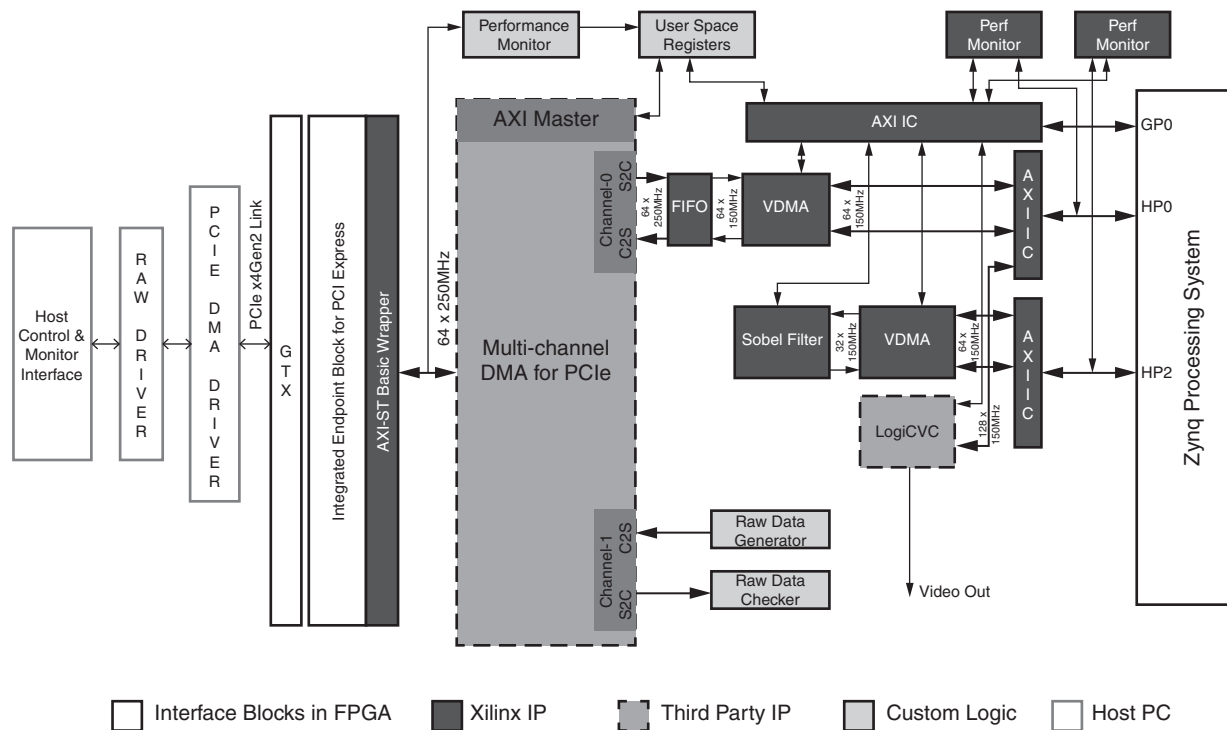 Performance
Monitor
User Space
Registers
Perf
Monitor
Perf
Monitor
AXI Master
AXI IC
GP0
Channel-0
S2C
C2S
64 x
250MHz
FIFO
64 x
150MHz
VDMA
64 x
150MHz
A
X
I
I
C
HP0
Host
Control &
Monitor
Interface
R
A
W
D
R
I
V
E
R
P
C
I
E
D
M
A
D
R
I
V
E
R
PCIe x4Gen2 Link
G
T
X
Integrated Endpoint Block for PCI Express
AXI-ST Basic Wrapper
64 x 250MHz
Multi-channel
DMA for PCIe
Sobel Filter
32 x
150MHz
VDMA
64 x
150MHz
A
X
I
I
C
HP2
Zynq Processing System
LogiCVC
128 x
150MHz
Channel-1
C2S
S2C
Raw Data
Generator
Raw Data
Checker
Video Out
Interface Blocks in FPGA
Xilinx IP
Third Party IP
Custom Logic
Host PC